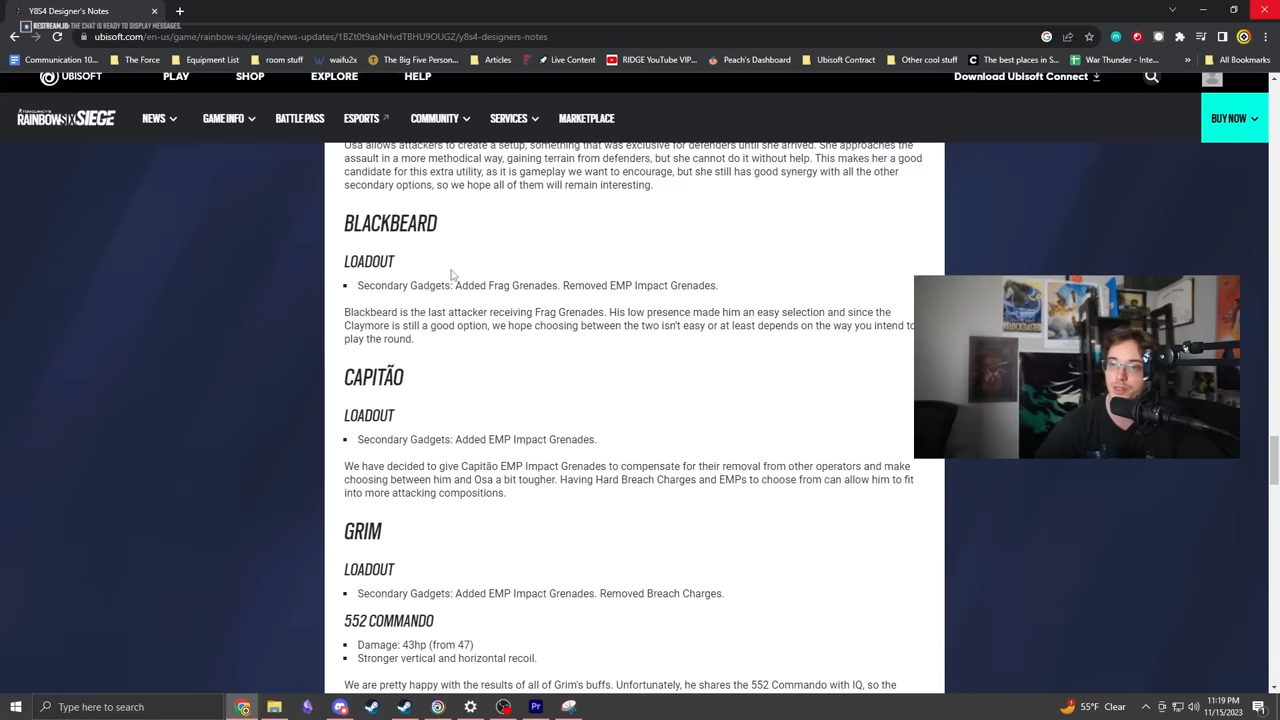 Y8S4 Designer's Notes
RESTREAM.IO: THE CHAT IS READY TO DISPLAY MESSAGES.
ubisoft.com/en-us/game/rainbow-six/siege/news-updates/1BZt0t9asNHvdTBHU9OUGZ/y8s4-designers-notes
Communication 10... The Force Equipment List room stuff waifu2x The Big Five Person... Articles Live Content RIDGE YouTube VIP... Peach's Dashboard Ubisoft Contract - Inter... Other cool stuff The best places in S... War Thunder - How t... All Bookmarks
UBISOFT PLAY SHOP EXPLORE HELP Download Ubisoft Connect
RAINBOW SIX SIEGE NEWS GAME INFO BATTLE PASS ESPORTS COMMUNITY SERVICES MARKETPLACE BUY NOW
Osa allows attackers to create a setup, something that was exclusive for defenders until she arrived. She approaches the
assault in a more methodical way, gaining terrain from defenders, but she cannot do it without help. This makes her a good
candidate for this extra utility, as it is gameplay we want to encourage, but she still has good synergy with all the other
secondary options, so we hope all of them will remain interesting.
BLACKBEARD
LOADOUT
Secondary Gadgets: Added Frag Grenades. Removed EMP Impact Grenades.
Blackbeard is the last attacker receiving Frag Grenades. His low presence made him an easy selection and since the
Claymore is still a good option, we hope choosing between the two isn't easy or at least depends on the way you intend to
play the round.
CAPITÃO
LOADOUT
Secondary Gadgets: Added EMP Impact Grenades.
We have decided to give Capitão EMP Impact Grenades to compensate for their removal from other operators and make
choosing between him and Osa a bit tougher. Having Hard Breach Charges and EMPs to choose from can allow him to fit
into more attacking compositions.
GRIM
LOADOUT
Secondary Gadgets: Added EMP Impact Grenades. Removed Breach Charges.
552 COMMANDO
Damage: 43hp (from 47)
Stronger vertical and horizontal recoil.
We are pretty happy with the results of all of Grim's buffs. Unfortunately, he shares the 552 Commando with IQ, so the
Type here to search
55°F Clear
11:19 PM
11/15/2023